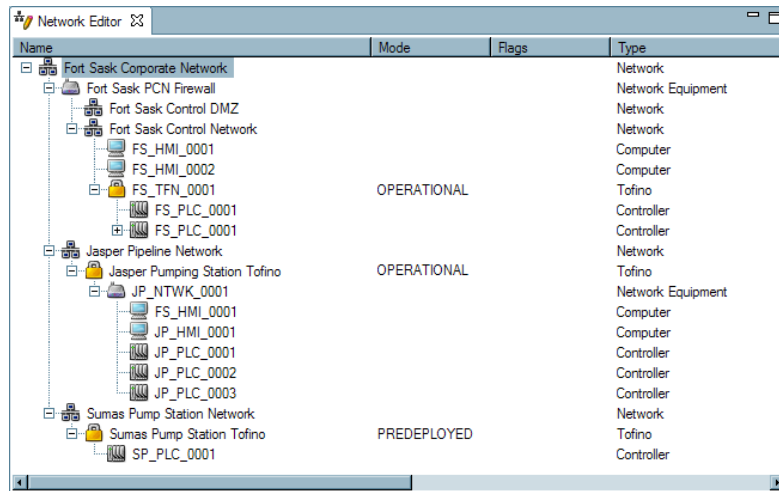 Network Editor
Name Mode Flags Type
Fort Sask Corporate Network Network
Fort Sask PCN Firewall Network Equipment
Fort Sask Control DMZ Network
Fort Sask Control Network Network
FS_HMI_0001 Computer
FS_HMI_0002 Computer
FS_TFN_0001 OPERATIONAL Tofino
FS_PLC_0001 Controller
FS_PLC_0001 Controller
Jasper Pipeline Network Network
Jasper Pumping Station Tofino OPERATIONAL Tofino
JP_NTWK_0001 Network Equipment
FS_HMI_0001 Computer
JP_HMI_0001 Computer
JP_PLC_0001 Controller
JP_PLC_0002 Controller
JP_PLC_0003 Controller
Sumas Pump Station Network Network
Sumas Pump Station Tofino PREDEPLOYED Tofino
SP_PLC_0001 Controller